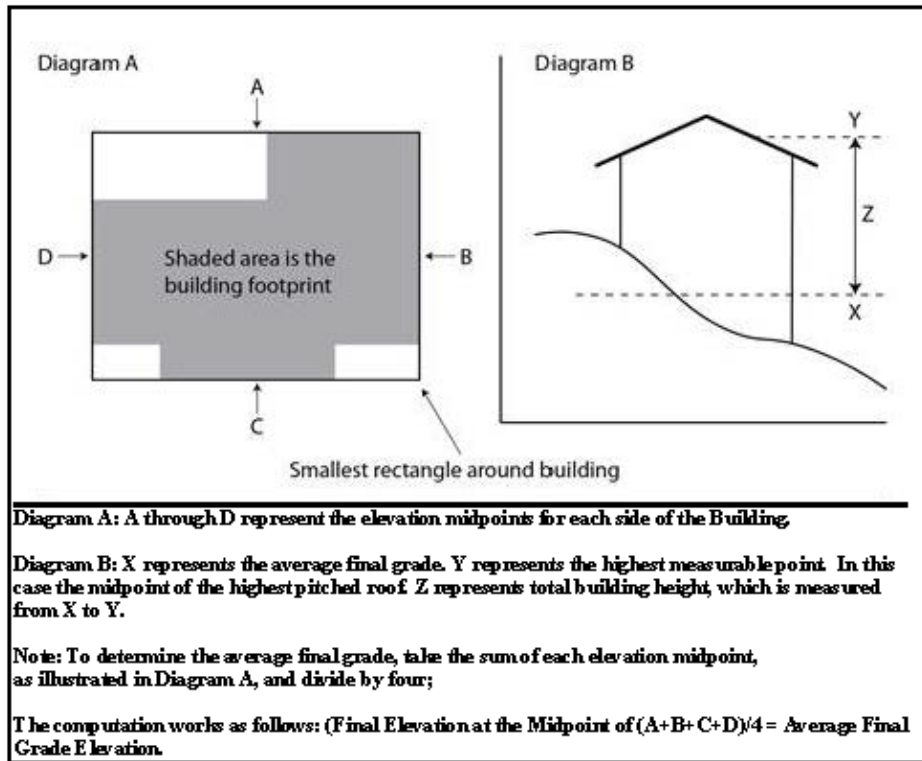 Diagram A
Diagram B
A
Y
D
Shaded area is the
building footprint
B
Z
X
C
Smallest rectangle around building
Diagram A: A through D represent the elevation midpoints for each side of the Building.
Diagram B: X represents the average final grade. Y represents the highest measurable point. In this
case the midpoint of the highest pitched roof. Z represents total building height, which is measured
from X to Y.
Note: To determine the average final grade, take the sum of each elevation midpoint,
as illustrated in Diagram A, and divide by four;
The computation works as follows: (Final Elevation at the Midpoint of (A+B+C+D)/4 = Average Final
Grade Elevation.